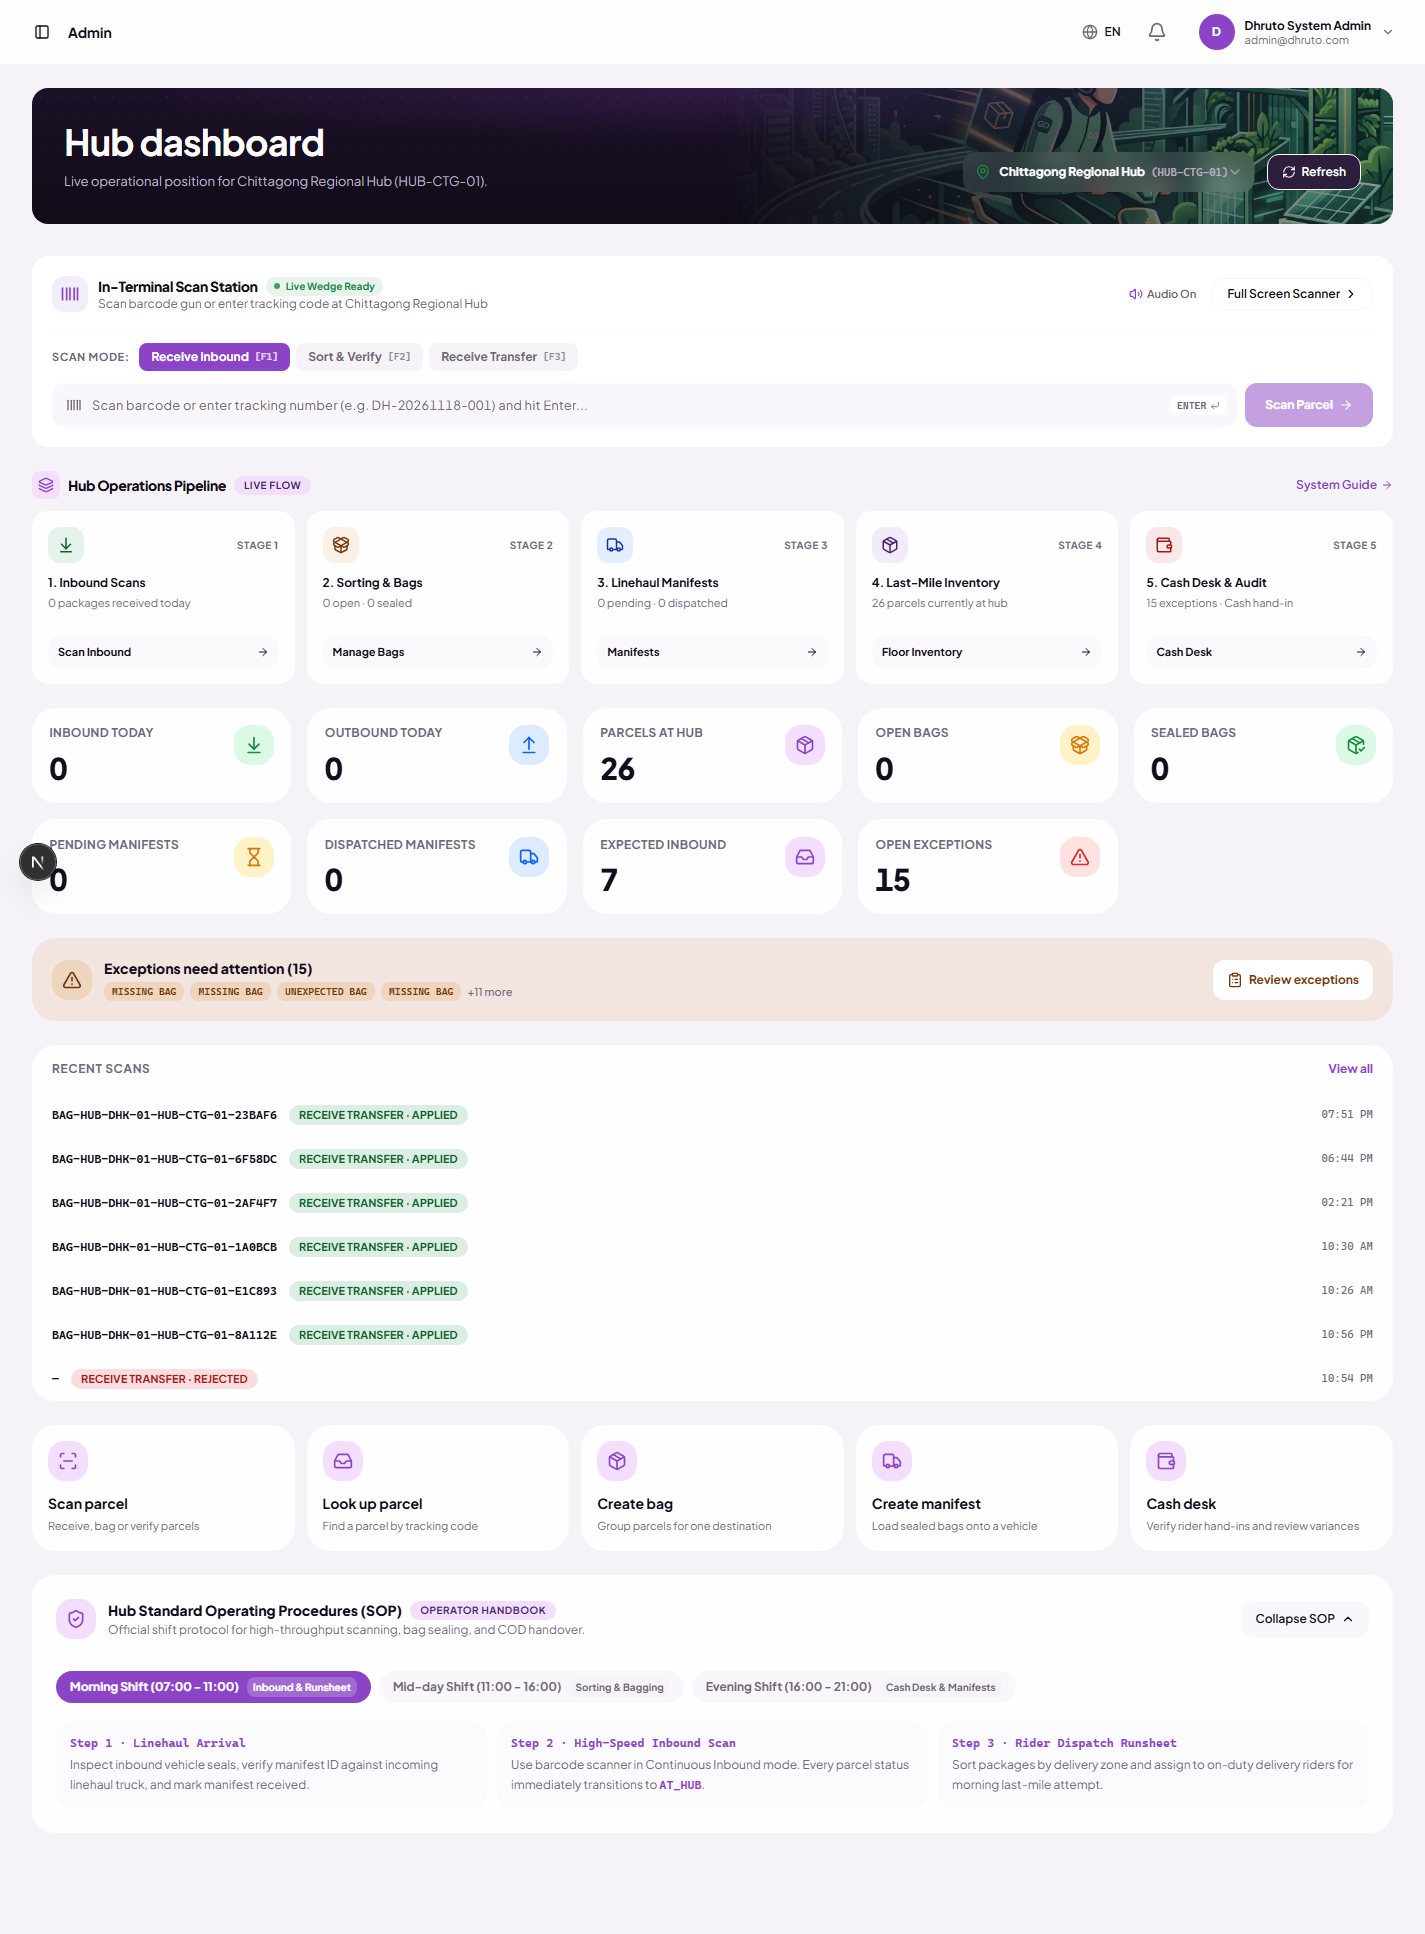 Admin
EN
D
Dhruto System Admin
admin@dhruto.com
Hub dashboard
Live operational position for Chittagong Regional Hub (HUB-CTG-01).
GO
Chittagong Regional Hub (HUB-CTG-01)
Refresh
In-Terminal Scan Station
Live Wedge Ready
Scan barcode gun or enter tracking code at Chittagong Regional Hub
Audio On
Full Screen Scanner
SCAN MODE:
Receive Inbound [F1]
Sort & Verify [F2]
Receive Transfer [F3]
Scan barcode or enter tracking number (e.g. DH-20261118-001) and hit Enter...
ENTER
Scan Parcel
Hub Operations Pipeline
LIVE FLOW
System Guide
STAGE 1
1. Inbound Scans
0 packages received today
Scan Inbound
STAGE 2
2. Sorting & Bags
0 open · 0 sealed
Manage Bags
STAGE 3
3. Linehaul Manifests
0 pending · 0 dispatched
Manifests
STAGE 4
4. Last-Mile Inventory
26 parcels currently at hub
Floor Inventory
STAGE 5
5. Cash Desk & Audit
15 exceptions · Cash hand-in
Cash Desk
INBOUND TODAY
0
OUTBOUND TODAY
0
PARCELS AT HUB
26
OPEN BAGS
0
SEALED BAGS
0
PENDING MANIFESTS
0
N
DISPATCHED MANIFESTS
0
EXPECTED INBOUND
7
OPEN EXCEPTIONS
15
Exceptions need attention (15)
MISSING BAG
MISSING BAG
UNEXPECTED BAG
MISSING BAG
+11 more
Review exceptions
RECENT SCANS
View all
BAG-HUB-DHK-01-HUB-CTG-01-23BAF6 RECEIVE TRANSFER · APPLIED 07:51 PM
BAG-HUB-DHK-01-HUB-CTG-01-6F58DC RECEIVE TRANSFER · APPLIED 06:44 PM
BAG-HUB-DHK-01-HUB-CTG-01-2AF4F7 RECEIVE TRANSFER · APPLIED 02:21 PM
BAG-HUB-DHK-01-HUB-CTG-01-1A0BCB RECEIVE TRANSFER · APPLIED 10:30 AM
BAG-HUB-DHK-01-HUB-CTG-01-E1C893 RECEIVE TRANSFER · APPLIED 10:26 AM
BAG-HUB-DHK-01-HUB-CTG-01-8A112E RECEIVE TRANSFER · APPLIED 10:56 PM
— RECEIVE TRANSFER · REJECTED 10:54 PM
Scan parcel
Receive, bag or verify parcels
Look up parcel
Find a parcel by tracking code
Create bag
Group parcels for one destination
Create manifest
Load sealed bags onto a vehicle
Cash desk
Verify rider hand-ins and review variances
Hub Standard Operating Procedures (SOP)
OPERATOR HANDBOOK
Official shift protocol for high-throughput scanning, bag sealing, and COD handover.
Collapse SOP
Morning Shift (07:00 - 11:00) Inbound & Runsheet
Mid-day Shift (11:00 - 16:00) Sorting & Bagging
Evening Shift (16:00 - 21:00) Cash Desk & Manifests
Step 1 · Linehaul Arrival
Inspect inbound vehicle seals, verify manifest ID against incoming
linehaul truck, and mark manifest received.
Step 2 · High-Speed Inbound Scan
Use barcode scanner in Continuous Inbound mode. Every parcel status
immediately transitions to AT_HUB.
Step 3 · Rider Dispatch Runsheet
Sort packages by delivery zone and assign to on-duty delivery riders for
morning last-mile attempt.